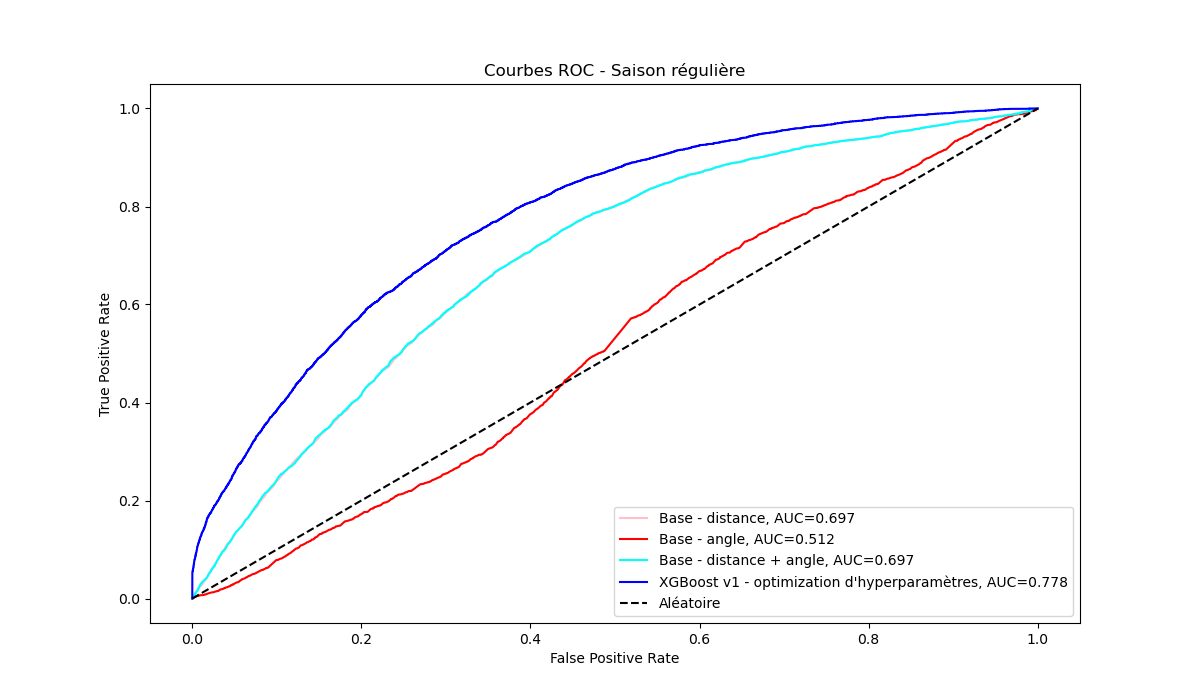 Courbes ROC - Saison régulière
True Positive Rate
1.0
0.8
0.6
0.4
0.2
0.0
Base - distance, AUC=0.697
Base - angle, AUC=0.512
Base - distance + angle, AUC=0.697
XGBoost v1 - optimization d'hyperparamètres, AUC=0.778
Aléatoire
0.0 0.2 0.4 0.6 0.8 1.0
False Positive Rate